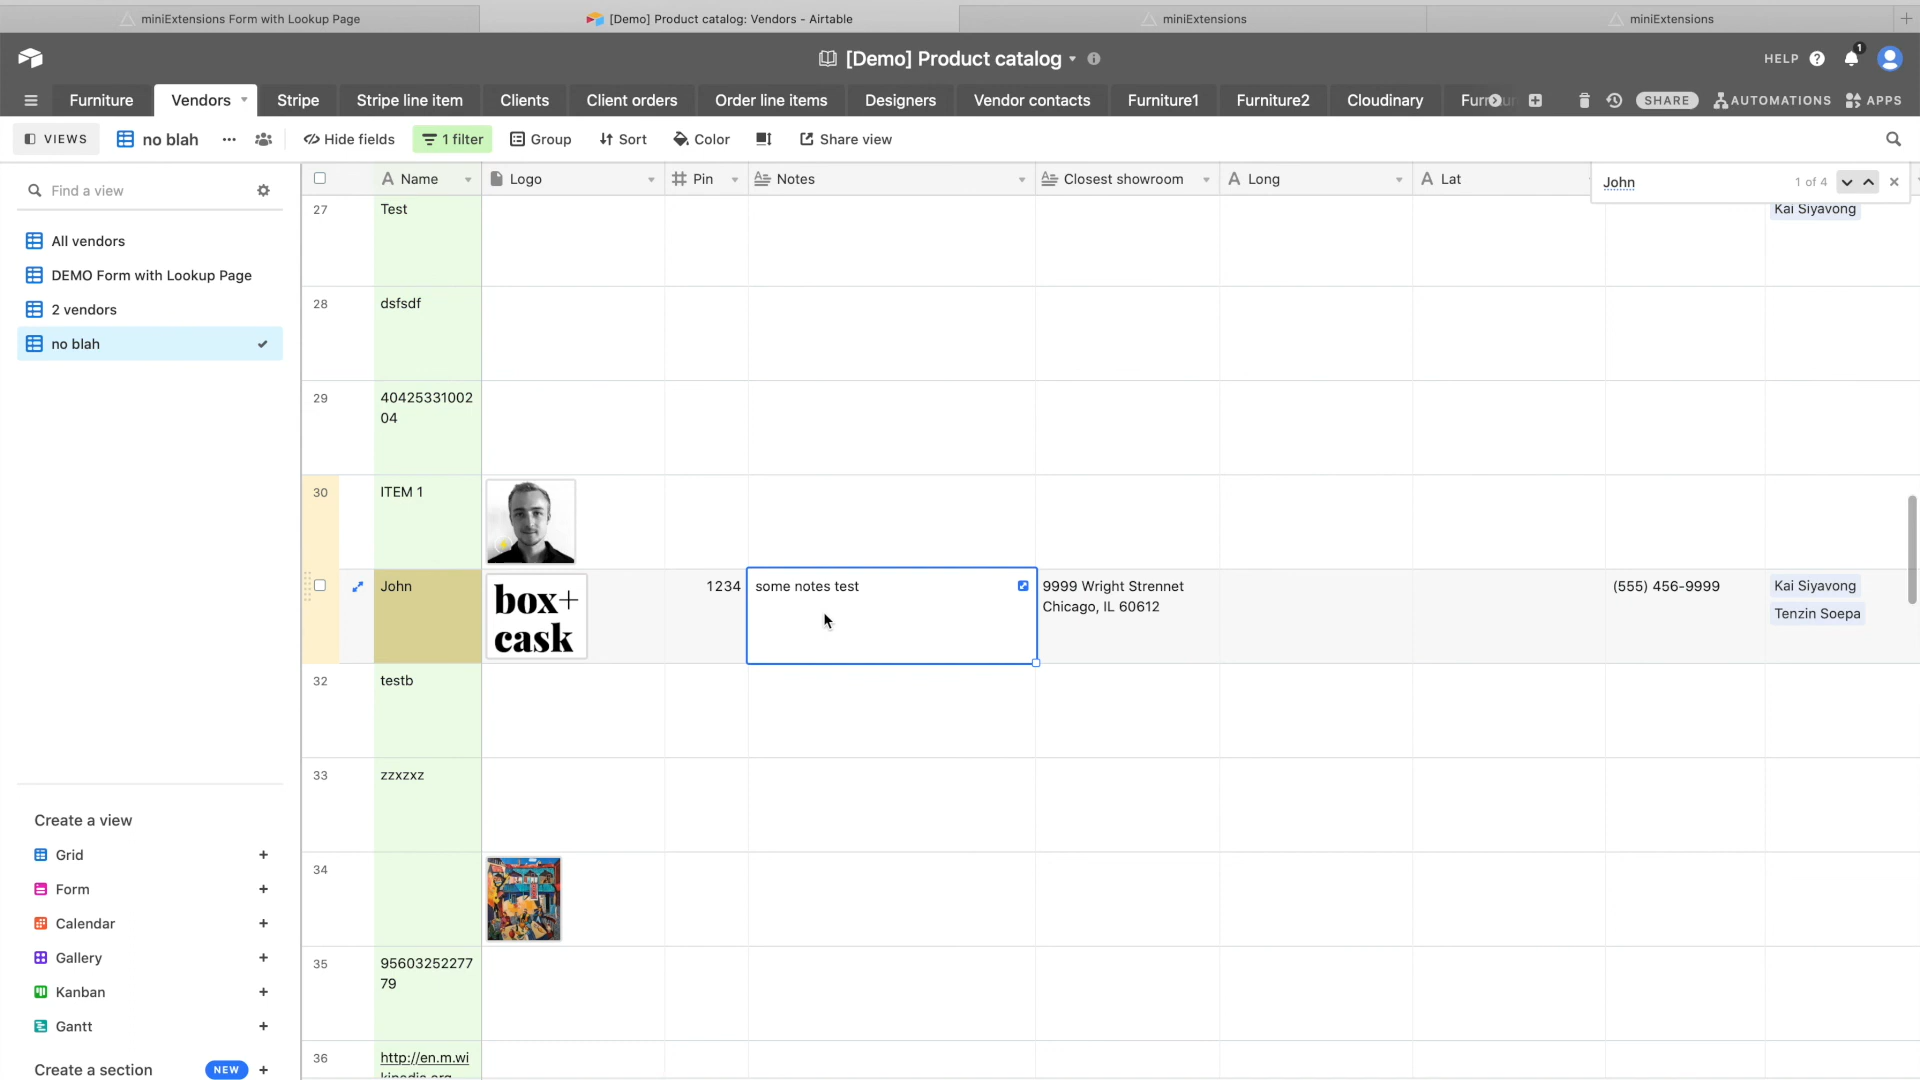 miniExtensions Form with Lookup Page
[Demo] Product catalog: Vendors - Airtable
miniExtensions
miniExtensions
[Demo] Product catalog
HELP
1
Furniture
Vendors
Stripe
Stripe line item
Clients
Client orders
Order line items
Designers
Vendor contacts
Furniture1
Furniture2
Cloudinary
SHARE
AUTOMATIONS
APPS
VIEWS
no blah
Hide fields
1 filter
Group
Sort
Color
Share view
Find a view
All vendors
DEMO Form with Lookup Page
2 vendors
no blah
Create a view
Grid
Form
Calendar
Gallery
Kanban
Gantt
Create a section
NEW
Name
Logo
Pin
Notes
Closest showroom
Long
Lat
John
1 of 4
27
Test
Kai Siyavong
28
dsfsdf
29
40425331002
04
30
ITEM 1
John
box+
cask
1234
some notes test
9999 Wright Strennet
Chicago, IL 60612
(555) 456-9999
Kai Siyavong
Tenzin Soepa
32
testb
33
zzxzxz
34
35
95603252277
79
36
http://en.m.wi